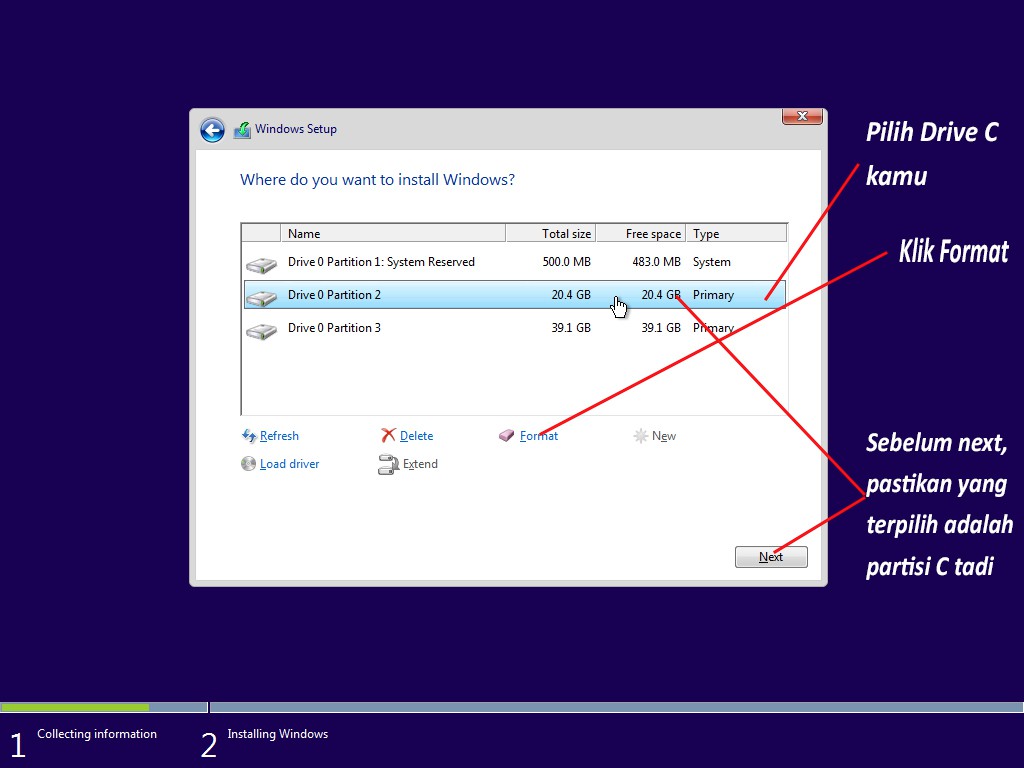 Windows Setup
Where do you want to install Windows?
Name Total size Free space Type
Drive 0 Partition 1: System Reserved 500.0 MB 483.0 MB System
Drive 0 Partition 2 20.4 GB 20.4 GB Primary
Drive 0 Partition 3 39.1 GB 39.1 GB Primary
Refresh Delete Format New
Load driver Extend
Next
Pilih Drive C
kamu
Klik Format
Sebelum next,
pastikan yang
terpilih adalah
partisi C tadi
1 Collecting information 2 Installing Windows